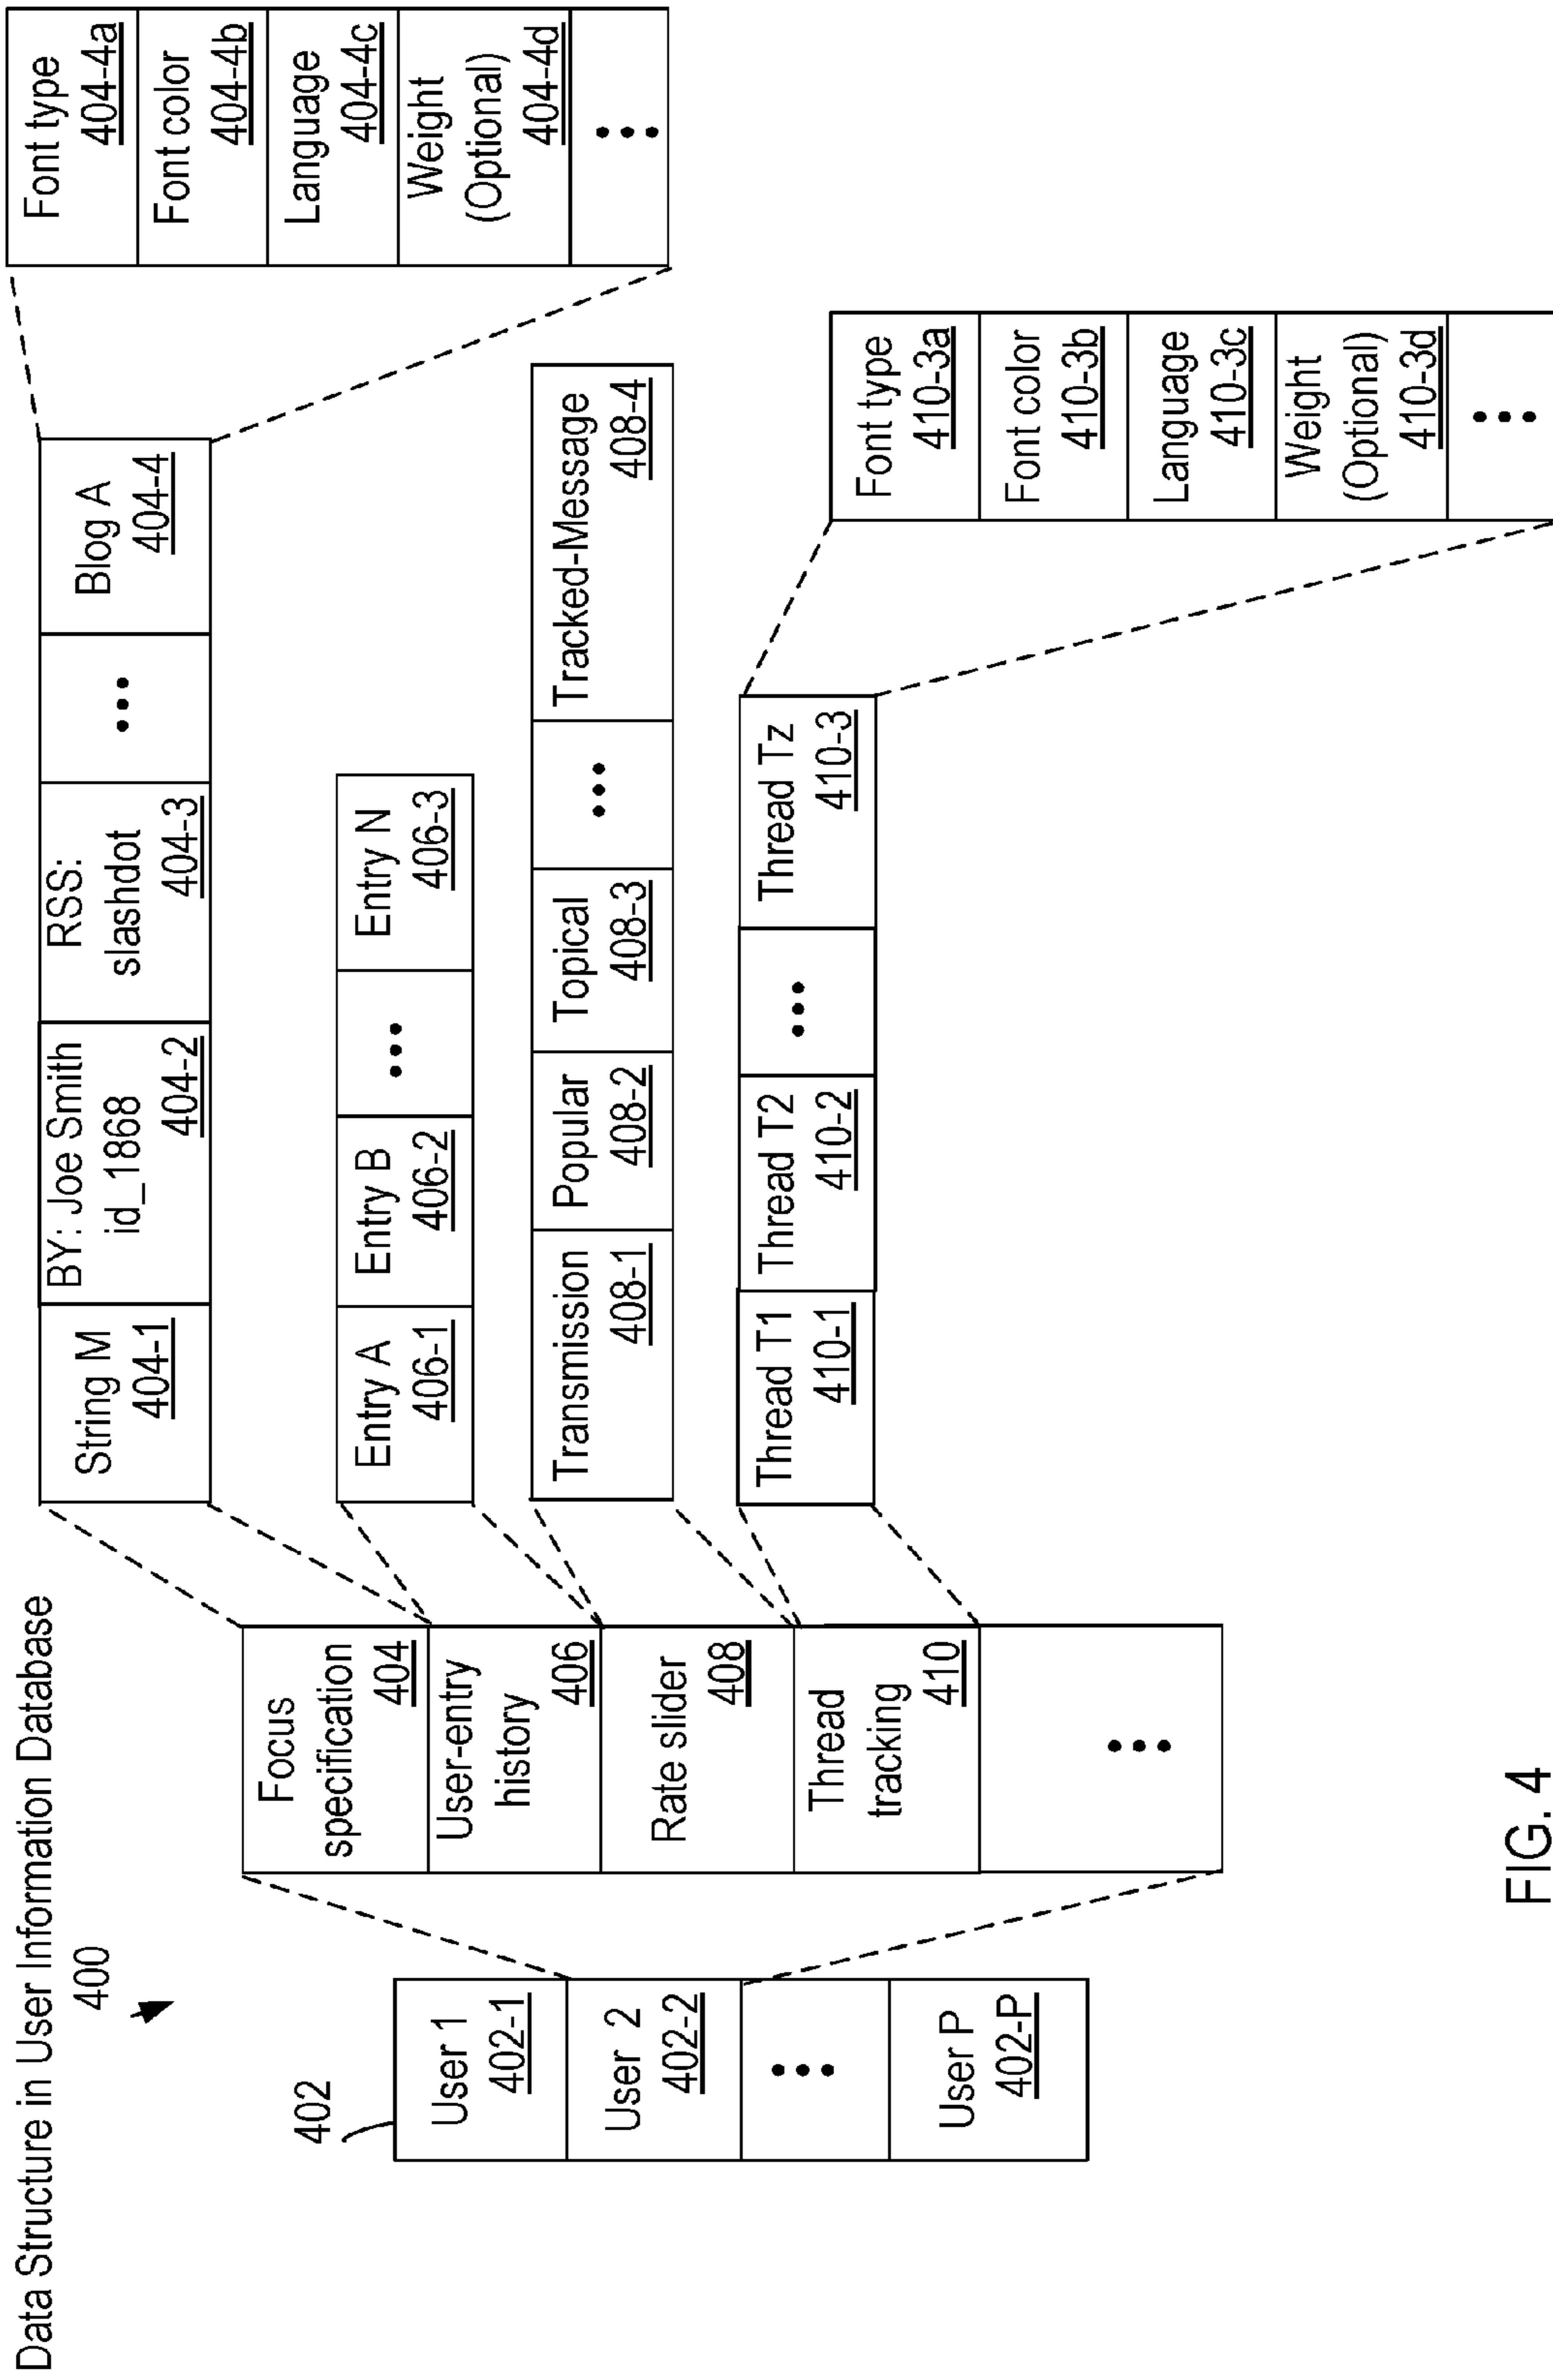 Data Structure in User Information Database
400
402
User 1
402-1
User 2
402-2
User P
402-P
Focus
specification
404
User-entry
history
406
Rate slider
408
Thread
tracking
410
String M
404-1
BY: Joe Smith
id_1868
404-2
RSS:
slashdot
404-3
Blog A
404-4
Font type
404-4a
Font color
404-4b
Language
404-4c
Weight
(Optional)
404-4d
Entry A
406-1
Entry B
406-2
Entry N
406-3
Transmission
408-1
Popular
408-2
Topical
408-3
Tracked-Message
408-4
Thread T1
410-1
Thread T2
410-2
Thread Tz
410-3
Font type
410-3a
Font color
410-3b
Language
410-3c
Weight
(Optional)
410-3d
FIG. 4